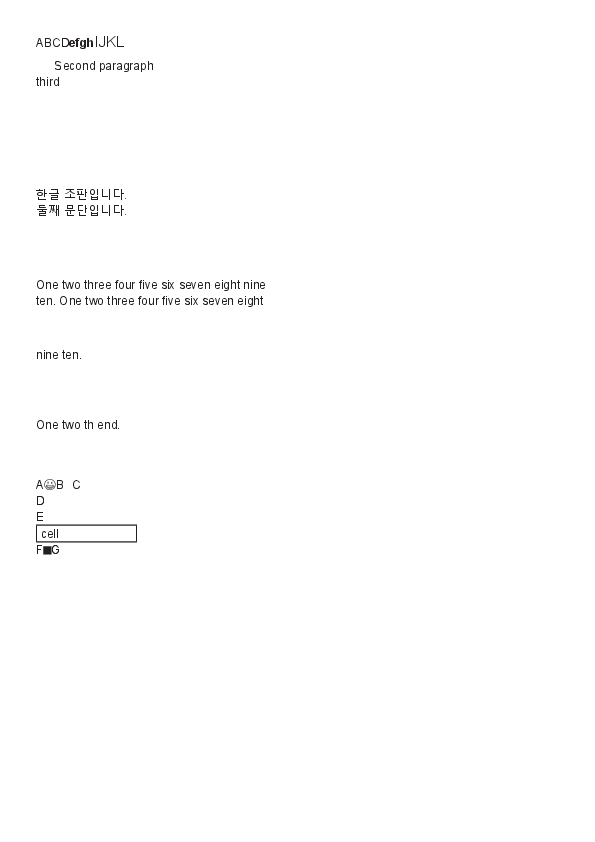 ABCDefghIJKL
Second paragraph
third
한글 조판입니다.
둘째 문단입니다.
One two three four five six seven eight nine
ten. One two three four five six seven eight
nine ten.
One two th end.
A😀B C
D
E
cell
F■G